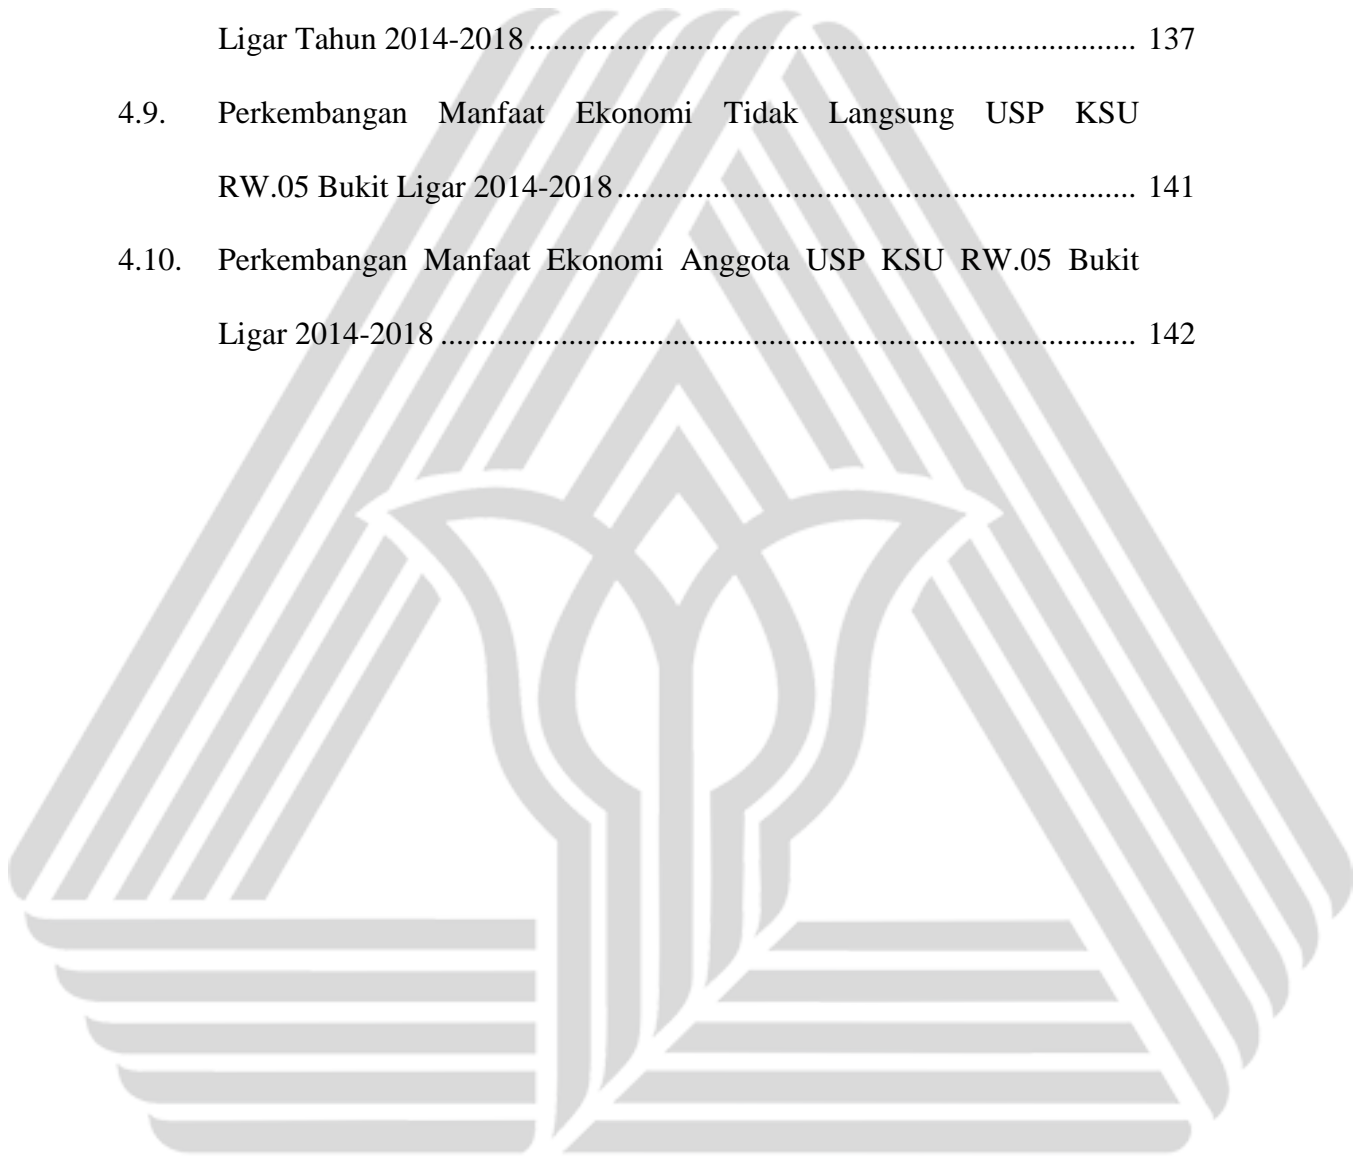 Ligar Tahun 2014-2018 ............................................................................. 137
4.9. Perkembangan Manfaat Ekonomi Tidak Langsung USP KSU
RW.05 Bukit Ligar 2014-2018 .................................................................. 141
4.10. Perkembangan Manfaat Ekonomi Anggota USP KSU RW.05 Bukit
Ligar 2014-2018 ........................................................................................ 142